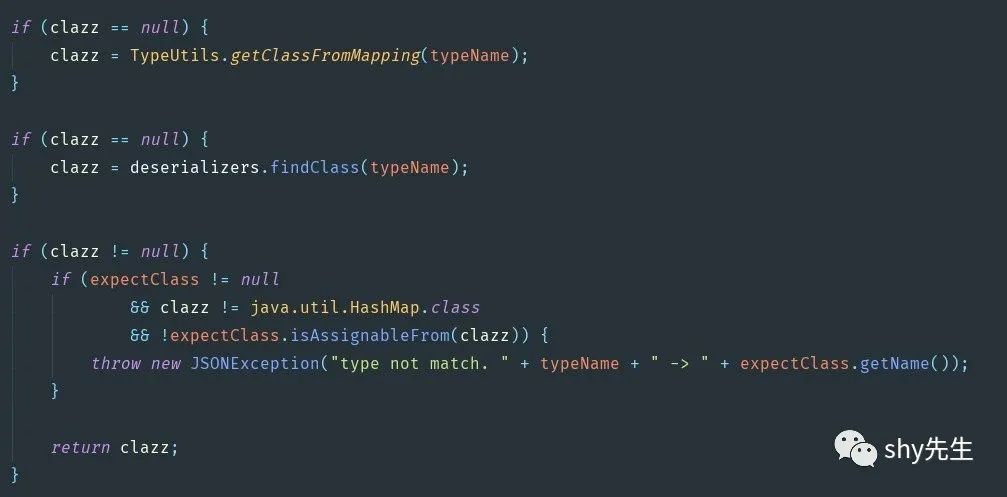 if (clazz == null) {
    clazz = TypeUtils.getClassFromMapping(typeName);
}

if (clazz == null) {
    clazz = deserializers.findClass(typeName);
}

if (clazz != null) {
    if (expectClass != null
            && clazz != java.util.HashMap.class
            && !expectClass.isAssignableFrom(clazz)) {
        throw new JSONException("type not match. " + typeName + " -> " + expectClass.getName());
    }

    return clazz;
}
shy先生